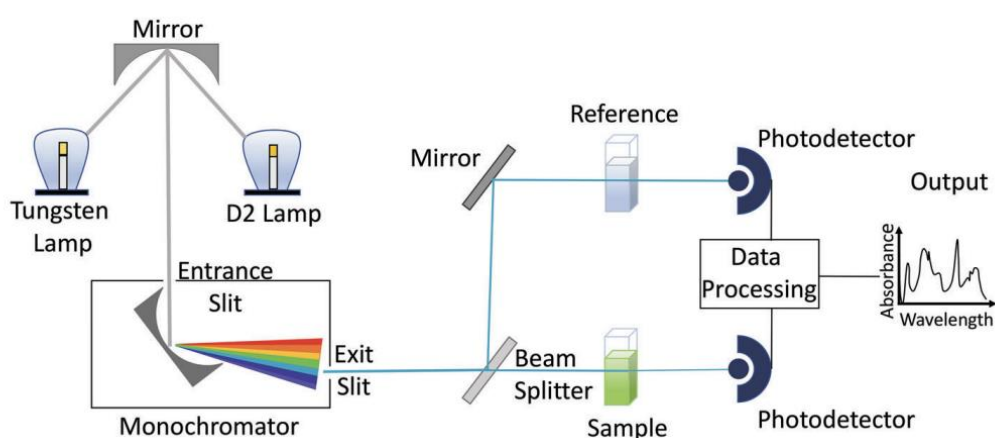 Mirror
Tungsten
Lamp
D2 Lamp
Entrance
Slit
Exit
Slit
Monochromator
Mirror
Beam
Splitter
Reference
Sample
Photodetector
Data
Processing
Photodetector
Output
Absorbance
Wavelength